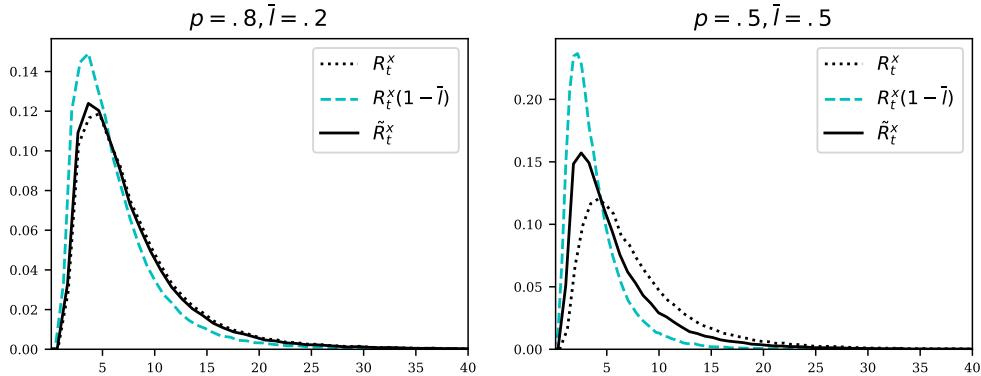 p = .8, l̄ = .2
0.14
0.12
0.10
0.08
0.06
0.04
0.02
0.00
5 10 15 20 25 30 35 40
R_t^x
R_t^x(1 − l̄)
R̃_t^x
p = .5, l̄ = .5
0.20
0.15
0.10
0.05
0.00
5 10 15 20 25 30 35 40
R_t^x
R_t^x(1 − l̄)
R̃_t^x